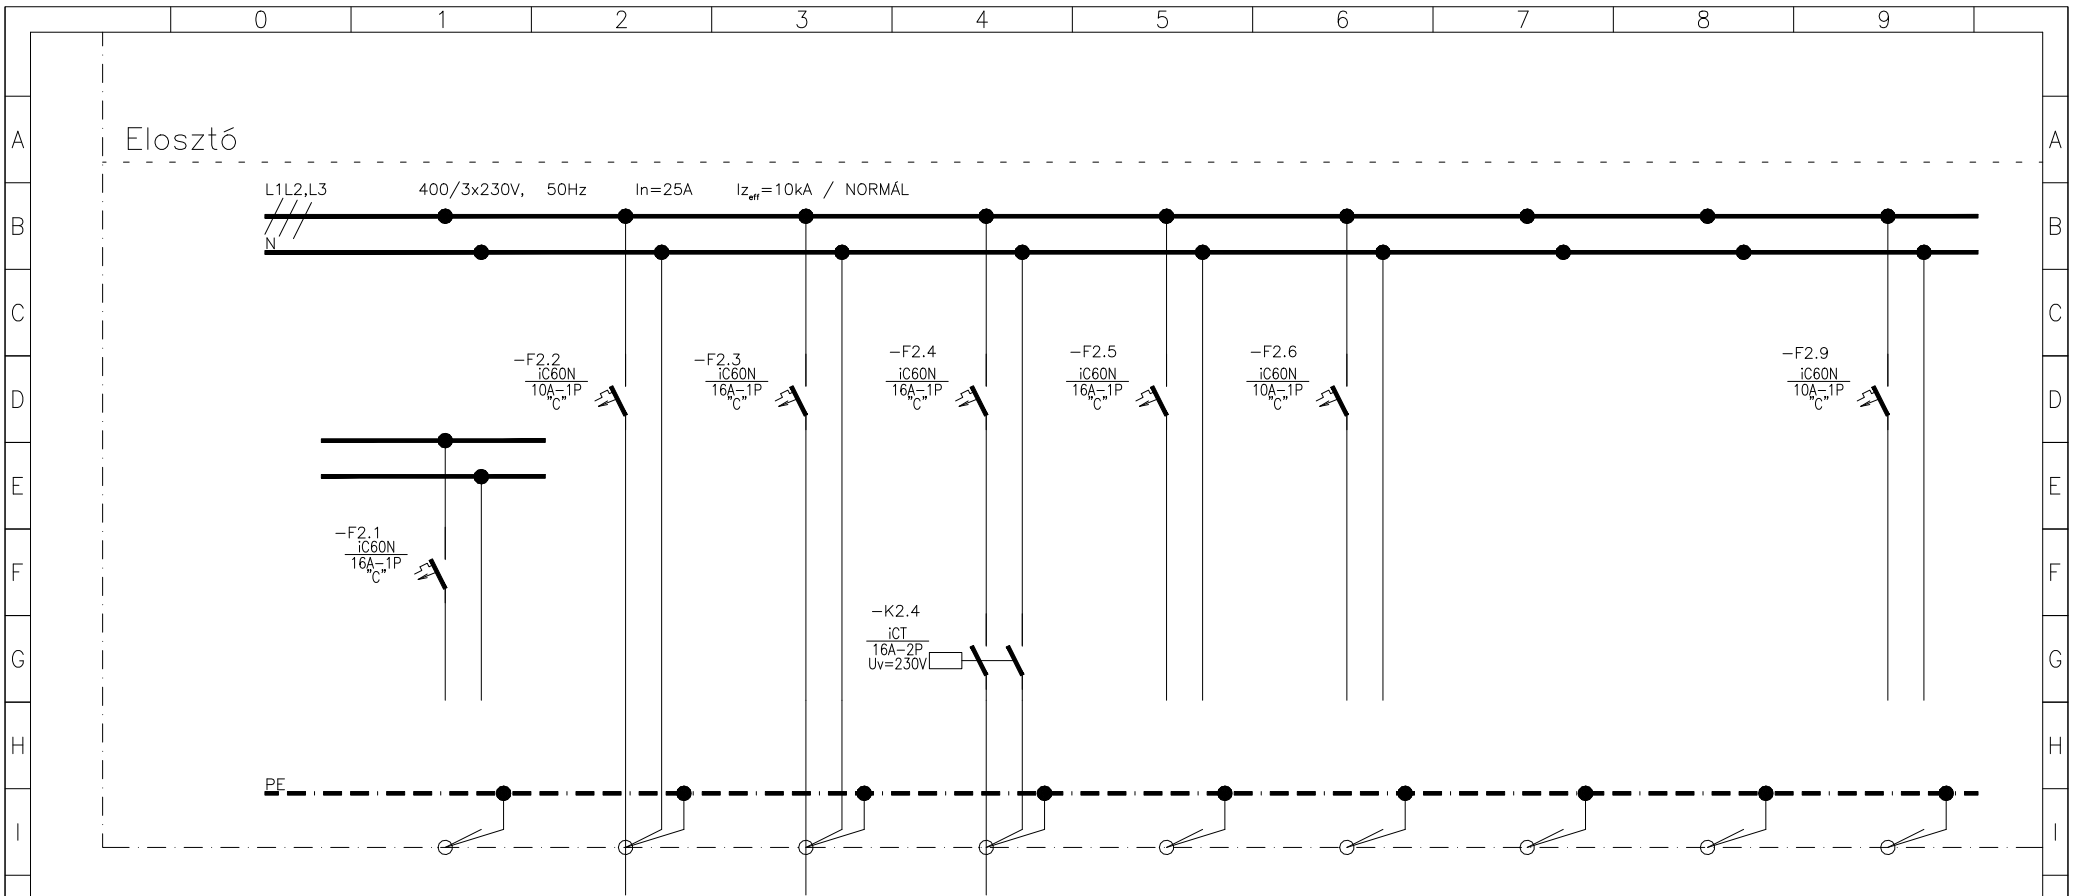 0 1 2 3 4 5 6 7 8 9
A A
Elosztó
L1L2,L3 400/3x230V, 50Hz In=25A Iz_eff=10kA / NORMÁL
B B
N
C C
-F2.2
iC60N
10A-1P
"C"
-F2.3
iC60N
16A-1P
"C"
-F2.4
iC60N
16A-1P
"C"
-F2.5
iC60N
16A-1P
"C"
-F2.6
iC60N
10A-1P
"C"
-F2.9
iC60N
10A-1P
"C"
D D
E E
-F2.1
iC60N
16A-1P
"C"
F F
-K2.4
iCT
16A-2P
Uv=230V
G G
H H
PE
I I